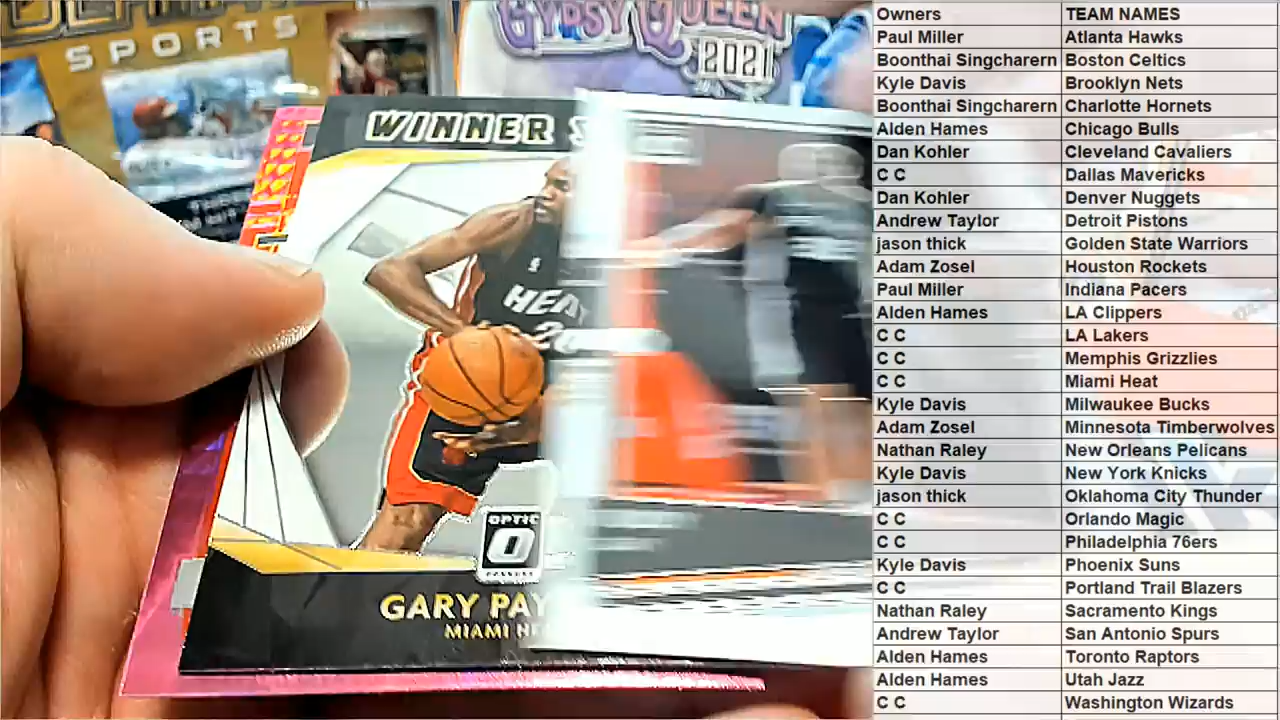 SPORTS
GYPSY QUEEN
2021
WINNER
HEAT
20
OPTIC
GARY PAY
MIAMI HE
Owners TEAM NAMES
Paul Miller Atlanta Hawks
Boonthai Singcharern Boston Celtics
Kyle Davis Brooklyn Nets
Boonthai Singcharern Charlotte Hornets
Alden Hames Chicago Bulls
Dan Kohler Cleveland Cavaliers
C C Dallas Mavericks
Dan Kohler Denver Nuggets
Andrew Taylor Detroit Pistons
jason thick Golden State Warriors
Adam Zosel Houston Rockets
Paul Miller Indiana Pacers
Alden Hames LA Clippers
C C LA Lakers
C C Memphis Grizzlies
C C Miami Heat
Kyle Davis Milwaukee Bucks
Adam Zosel Minnesota Timberwolves
Nathan Raley New Orleans Pelicans
Kyle Davis New York Knicks
jason thick Oklahoma City Thunder
C C Orlando Magic
C C Philadelphia 76ers
Kyle Davis Phoenix Suns
C C Portland Trail Blazers
Nathan Raley Sacramento Kings
Andrew Taylor San Antonio Spurs
Alden Hames Toronto Raptors
Alden Hames Utah Jazz
C C Washington Wizards